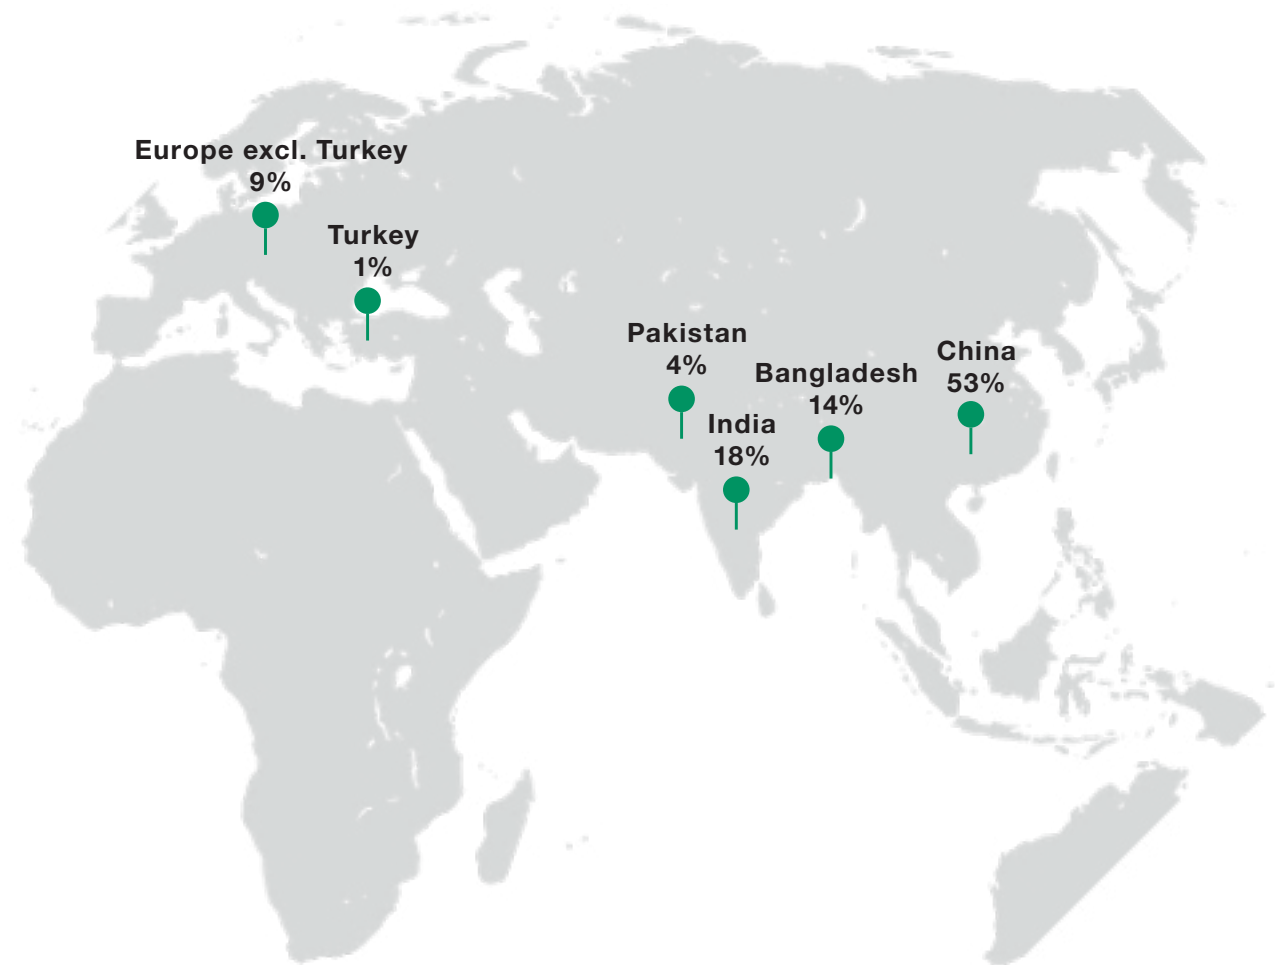 Europe excl. Turkey
9%
Turkey
1%
Pakistan
4%
Bangladesh
14%
China
53%
India
18%